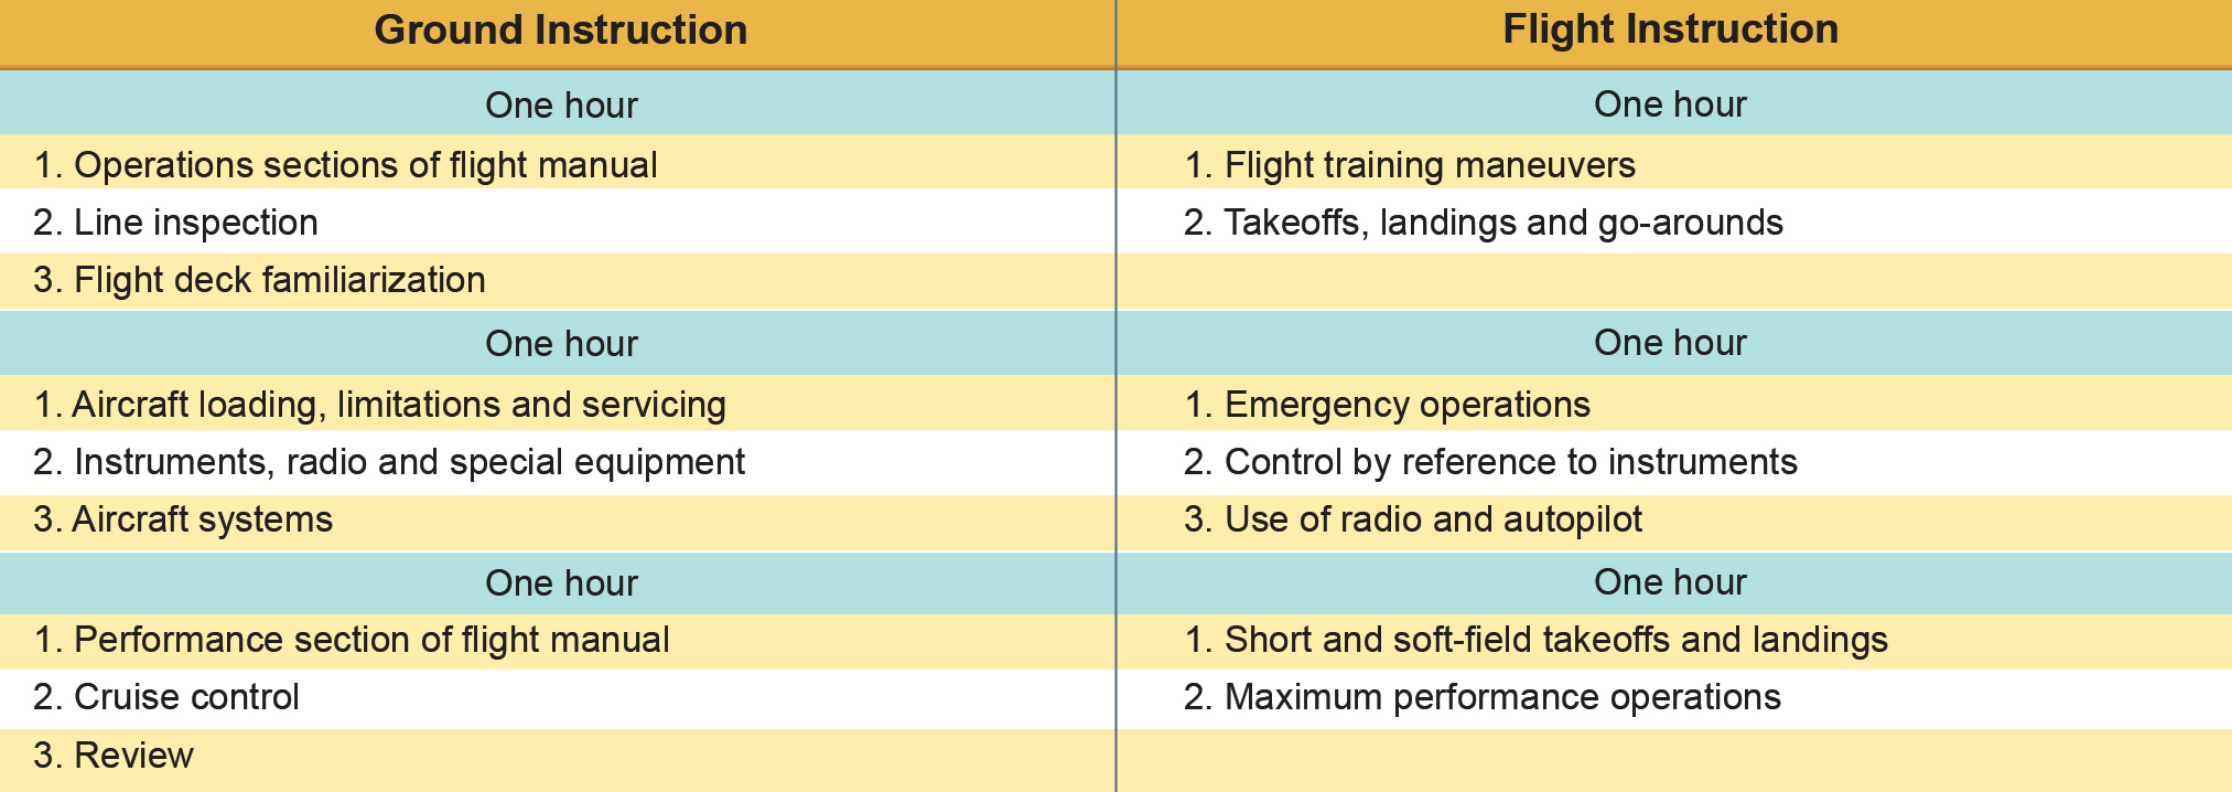 Ground Instruction
Flight Instruction
One hour
One hour
1. Operations sections of flight manual
1. Flight training maneuvers
2. Line inspection
2. Takeoffs, landings and go-arounds
3. Flight deck familiarization
One hour
One hour
1. Aircraft loading, limitations and servicing
1. Emergency operations
2. Instruments, radio and special equipment
2. Control by reference to instruments
3. Aircraft systems
3. Use of radio and autopilot
One hour
One hour
1. Performance section of flight manual
1. Short and soft-field takeoffs and landings
2. Cruise control
2. Maximum performance operations
3. Review